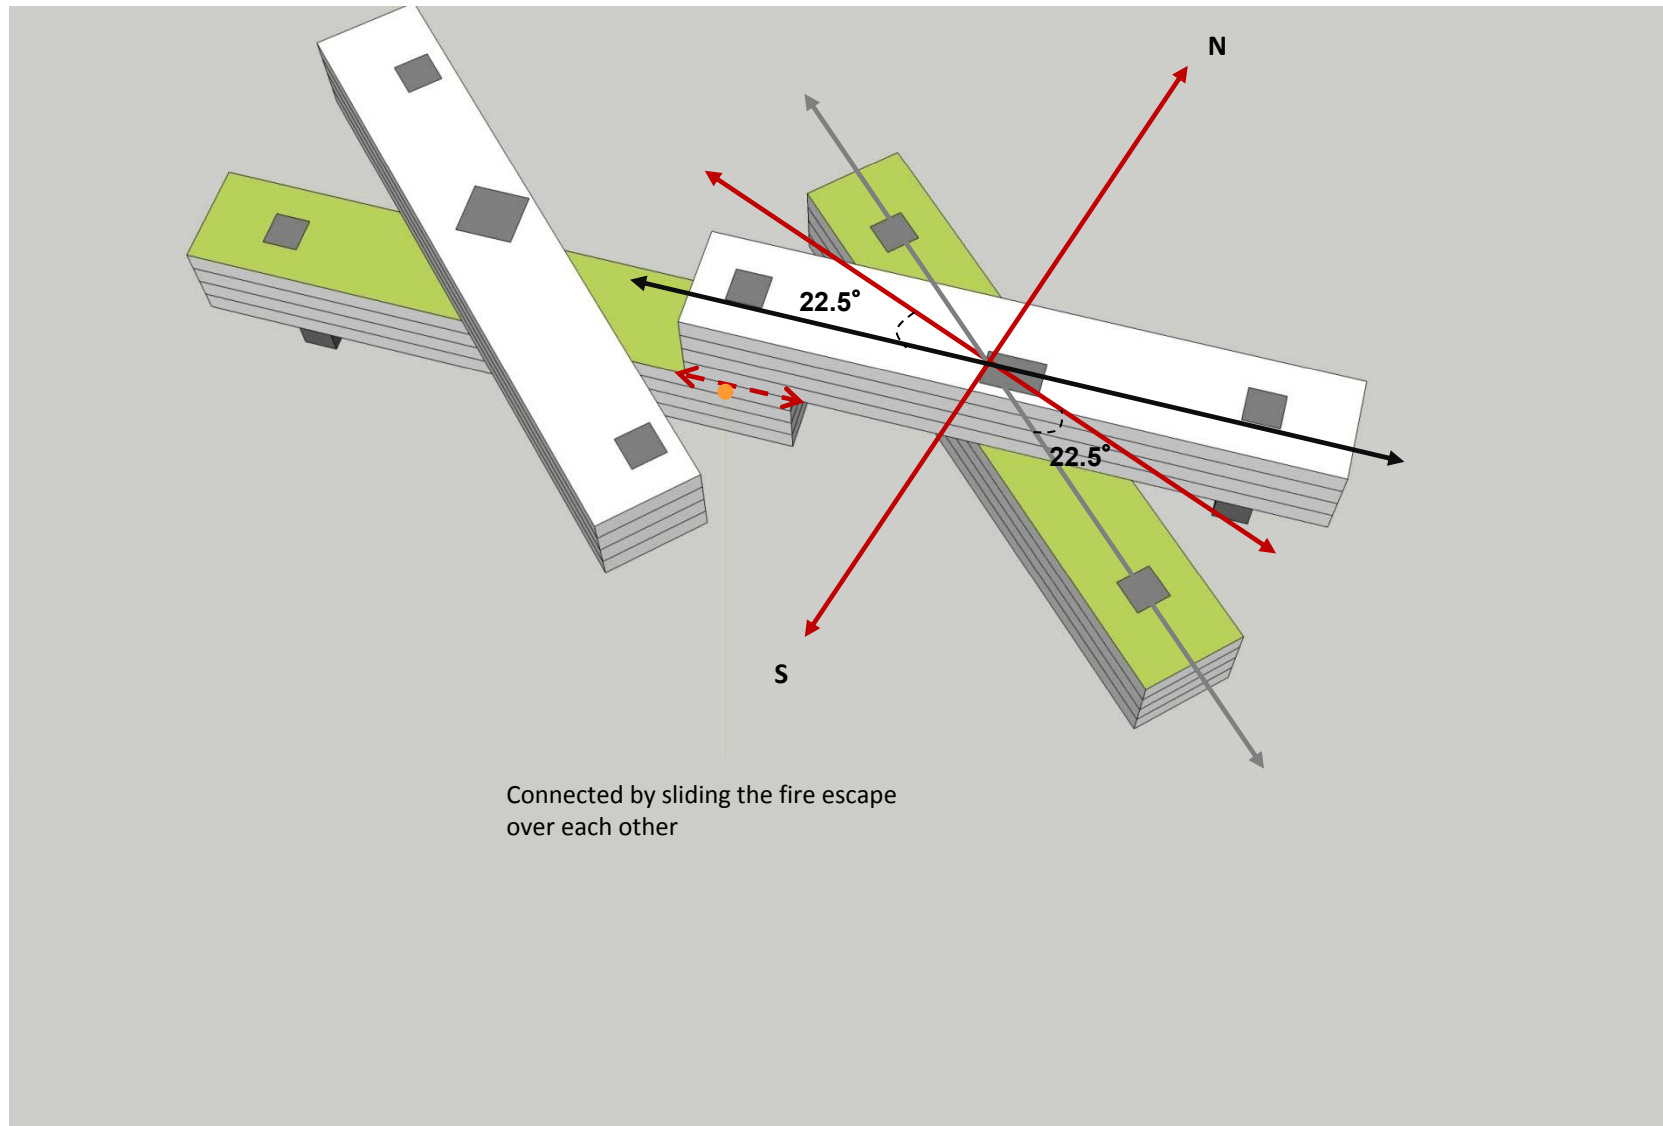 N
22.5°
22.5°
S
Connected by sliding the fire escape
over each other